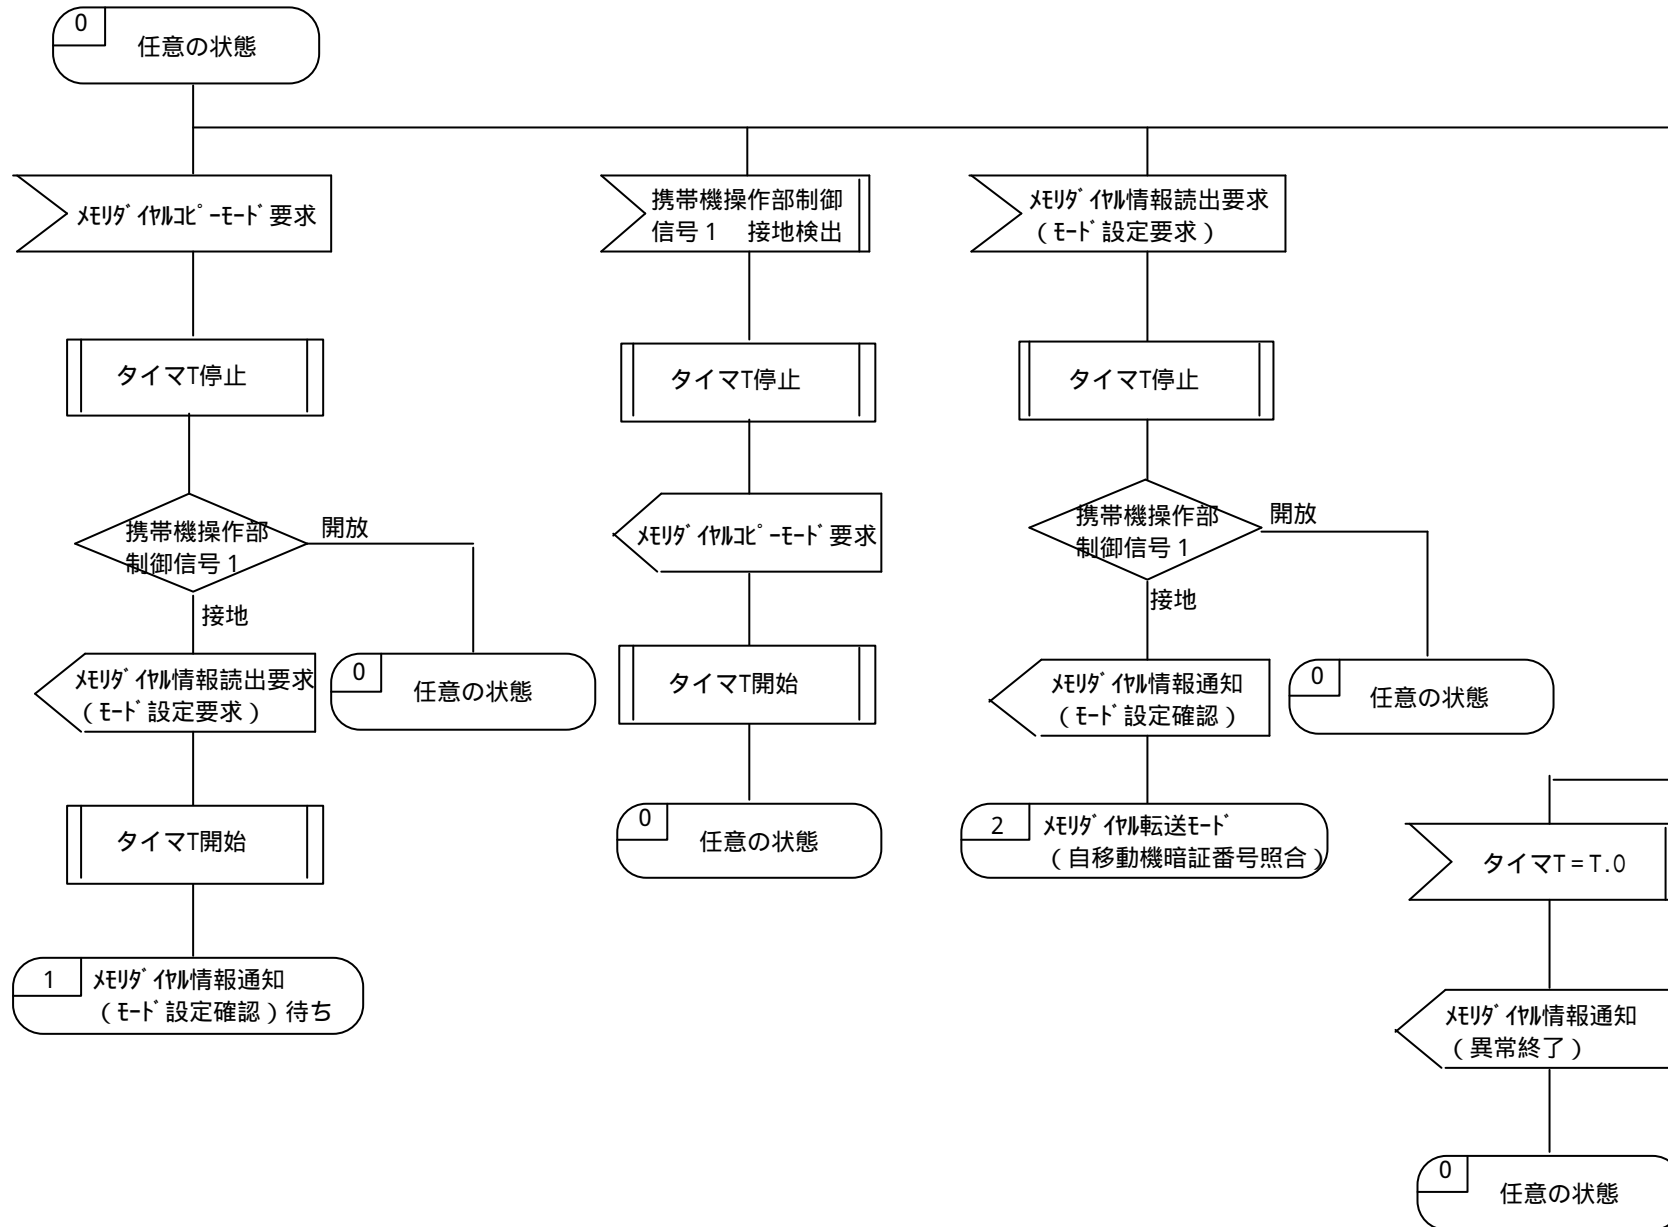 0
任意の状態
ﾒﾓﾘﾀﾞｲﾔﾙｺﾋﾟｰﾓｰﾄﾞ要求
タイマT停止
携帯機操作部
制御信号１
開放
接地
ﾒﾓﾘﾀﾞｲﾔﾙ情報読出要求
（ﾓｰﾄﾞ設定要求）
0
任意の状態
タイマT開始
1
ﾒﾓﾘﾀﾞｲﾔﾙ情報通知
（ﾓｰﾄﾞ設定確認）待ち
携帯機操作部制御
信号１　接地検出
タイマT停止
ﾒﾓﾘﾀﾞｲﾔﾙｺﾋﾟｰﾓｰﾄﾞ要求
タイマT開始
0
任意の状態
ﾒﾓﾘﾀﾞｲﾔﾙ情報読出要求
（ﾓｰﾄﾞ設定要求）
タイマT停止
携帯機操作部
制御信号１
開放
接地
ﾒﾓﾘﾀﾞｲﾔﾙ情報通知
（ﾓｰﾄﾞ設定確認）
0
任意の状態
2
ﾒﾓﾘﾀﾞｲﾔﾙ転送ﾓｰﾄﾞ
（自移動機暗証番号照合）
タイマT=T.O
ﾒﾓﾘﾀﾞｲﾔﾙ情報通知
（異常終了）
0
任意の状態